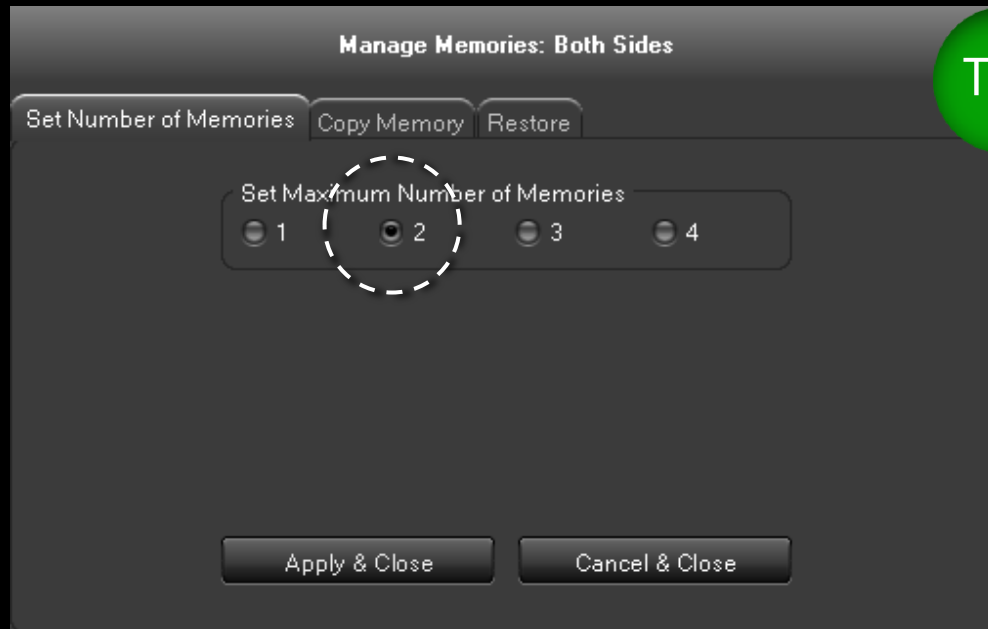 Manage Memories: Both Sides
T
Set Number of Memories Copy Memory Restore
Set Maximum Number of Memories
1 2 3 4
Apply & Close Cancel & Close